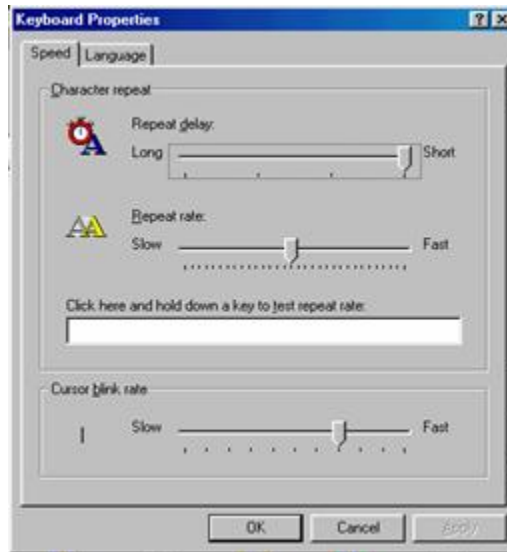 Keyboard Properties
Speed Language
Character repeat
Repeat delay:
Long Short
Repeat rate:
Slow Fast
Click here and hold down a key to test repeat rate:
Cursor blink rate
Slow Fast
OK Cancel Apply